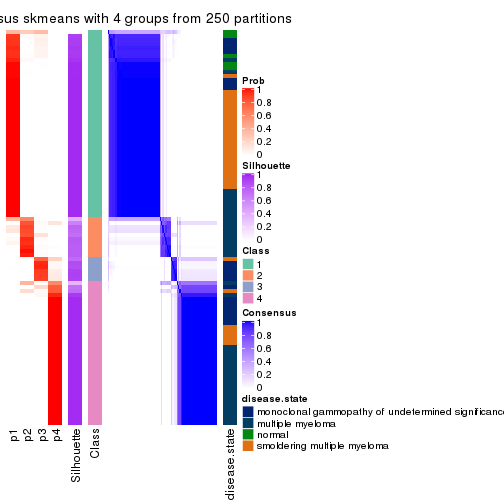 sus skmeans with 4 groups from 250 partitions
Prob
1
0.8
0.6
0.4
0.2
0
Silhouette
1
0.8
0.6
0.4
0.2
0
Class
1
2
3
4
Consensus
1
0.8
0.6
0.4
0.2
0
disease.state
monoclonal gammopathy of undetermined significance
multiple myeloma
normal
smoldering multiple myeloma
p1
p2
p3
p4
Silhouette
Class
disease.state